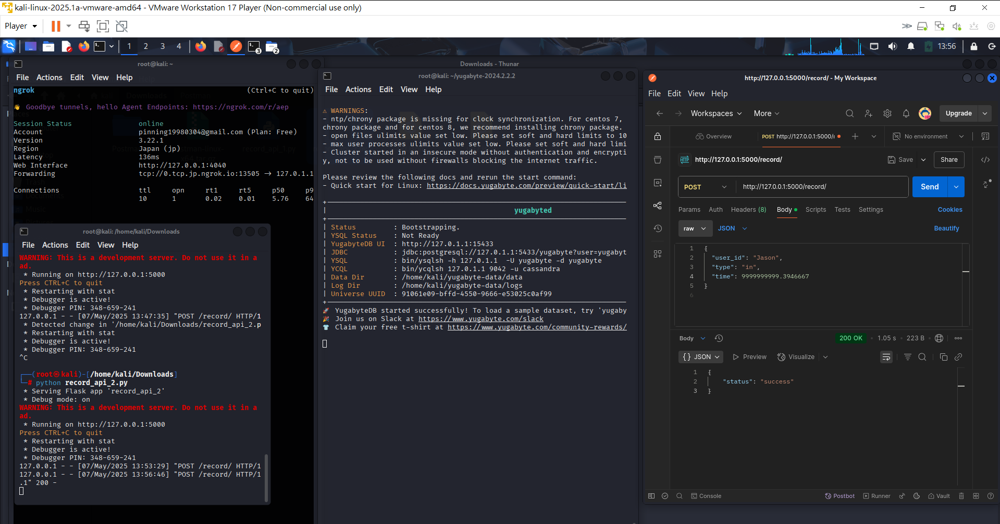 kali-linux-2025.1a-vmware-amd64 - VMware Workstation 17 Player (Non-commercial use only)
Player
1 2 3 4
3
2
13:56
root@kali: ~
File Actions Edit View Help
ngrok (Ctrl+C to quit)
👋 Goodbye tunnels, hello Agent Endpoints: https://ngrok.com/r/aep
Session Status online
Account pinning19980304@gmail.com (Plan: Free)
Version 3.22.1
Region Japan (jp)
Latency 136ms
Web Interface http://127.0.0.1:4040
Forwarding tcp://0.tcp.jp.ngrok.io:13505 -> 127.0.1.1
Connections ttl opn rt1 rt5 p50 p9
10 1 0.02 0.01 5.76 64
Downloads - Thunar
root@kali: /home/kali/Downloads
File Actions Edit View Help
WARNING: This is a development server. Do not use it in a
ad.
* Running on http://127.0.0.1:5000
Press CTRL+C to quit
* Restarting with stat
* Debugger is active!
* Debugger PIN: 348-659-241
127.0.0.1 - - [07/May/2025 13:47:35] "POST /record/ HTTP/1
* Detected change in '/home/kali/Downloads/record_api_2.p
* Restarting with stat
* Debugger is active!
* Debugger PIN: 348-659-241
^C
┌──(root㉿kali)-[/home/kali/Downloads]
└─# python record_api_2.py
* Serving Flask app 'record_api_2'
* Debug mode: on
WARNING: This is a development server. Do not use it in a
ad.
* Running on http://127.0.0.1:5000
Press CTRL+C to quit
* Restarting with stat
* Debugger is active!
* Debugger PIN: 348-659-241
127.0.0.1 - - [07/May/2025 13:53:29] "POST /record/ HTTP/1
127.0.0.1 - - [07/May/2025 13:56:46] "POST /record/ HTTP/1
.1" 200 -
root@kali: ~/yugabyte-2024.2.2.2
File Actions Edit View Help
⚠ WARNINGS:
- ntp/chrony package is missing for clock synchronization. For centos 7,
chrony package and for centos 8, we recommend installing chrony package.
- open files ulimits value set low. Please set soft and hard limits to 10
- max user processes ulimits value set low. Please set soft and hard limi
- Cluster started in an insecure mode without authentication and encrypti
y, not to be used without firewalls blocking the internet traffic.
Please review the following docs and rerun the start command:
- Quick start for Linux: https://docs.yugabyte.com/preview/quick-start/li
yugabyted
Status : Bootstrapping.
YSQL Status : Not Ready
YugabyteDB UI : http://127.0.1.1:15433
JDBC : jdbc:postgresql://127.0.1.1:5433/yugabyte?user=yugabyt
YSQL : bin/ysqlsh -h 127.0.1.1 -U yugabyte -d yugabyte
YCQL : bin/ycqlsh 127.0.1.1 9042 -u cassandra
Data Dir : /home/kali/yugabyte-data/data
Log Dir : /home/kali/yugabyte-data/logs
Universe UUID : 91061e09-bffd-4550-9666-e53025c0af99
🚀 YugabyteDB started successfully! To load a sample dataset, try 'yugaby
🎉 Join us on Slack at https://www.yugabyte.com/slack
👕 Claim your free t-shirt at https://www.yugabyte.com/community-rewards/
http://127.0.0.1:5000/record/ - My Workspace
File Edit View Help
Workspaces More Upgrade
Overview POST http://127.0.0.1:5000/r No environment
HTTP http://127.0.0.1:5000/record/ Save Share
POST http://127.0.0.1:5000/record/ Send
Params Auth Headers (8) Body Scripts Tests Settings Cookies
raw JSON Beautify
1 {
2 "user_id": "Jason",
3 "type": "in",
4 "time": 9999999999.3946667
5 }
6
Body 200 OK 1.05 s 223 B
{} JSON Preview Visualize
1 {
2 "status": "success"
3 }
Console Postbot Runner Vault